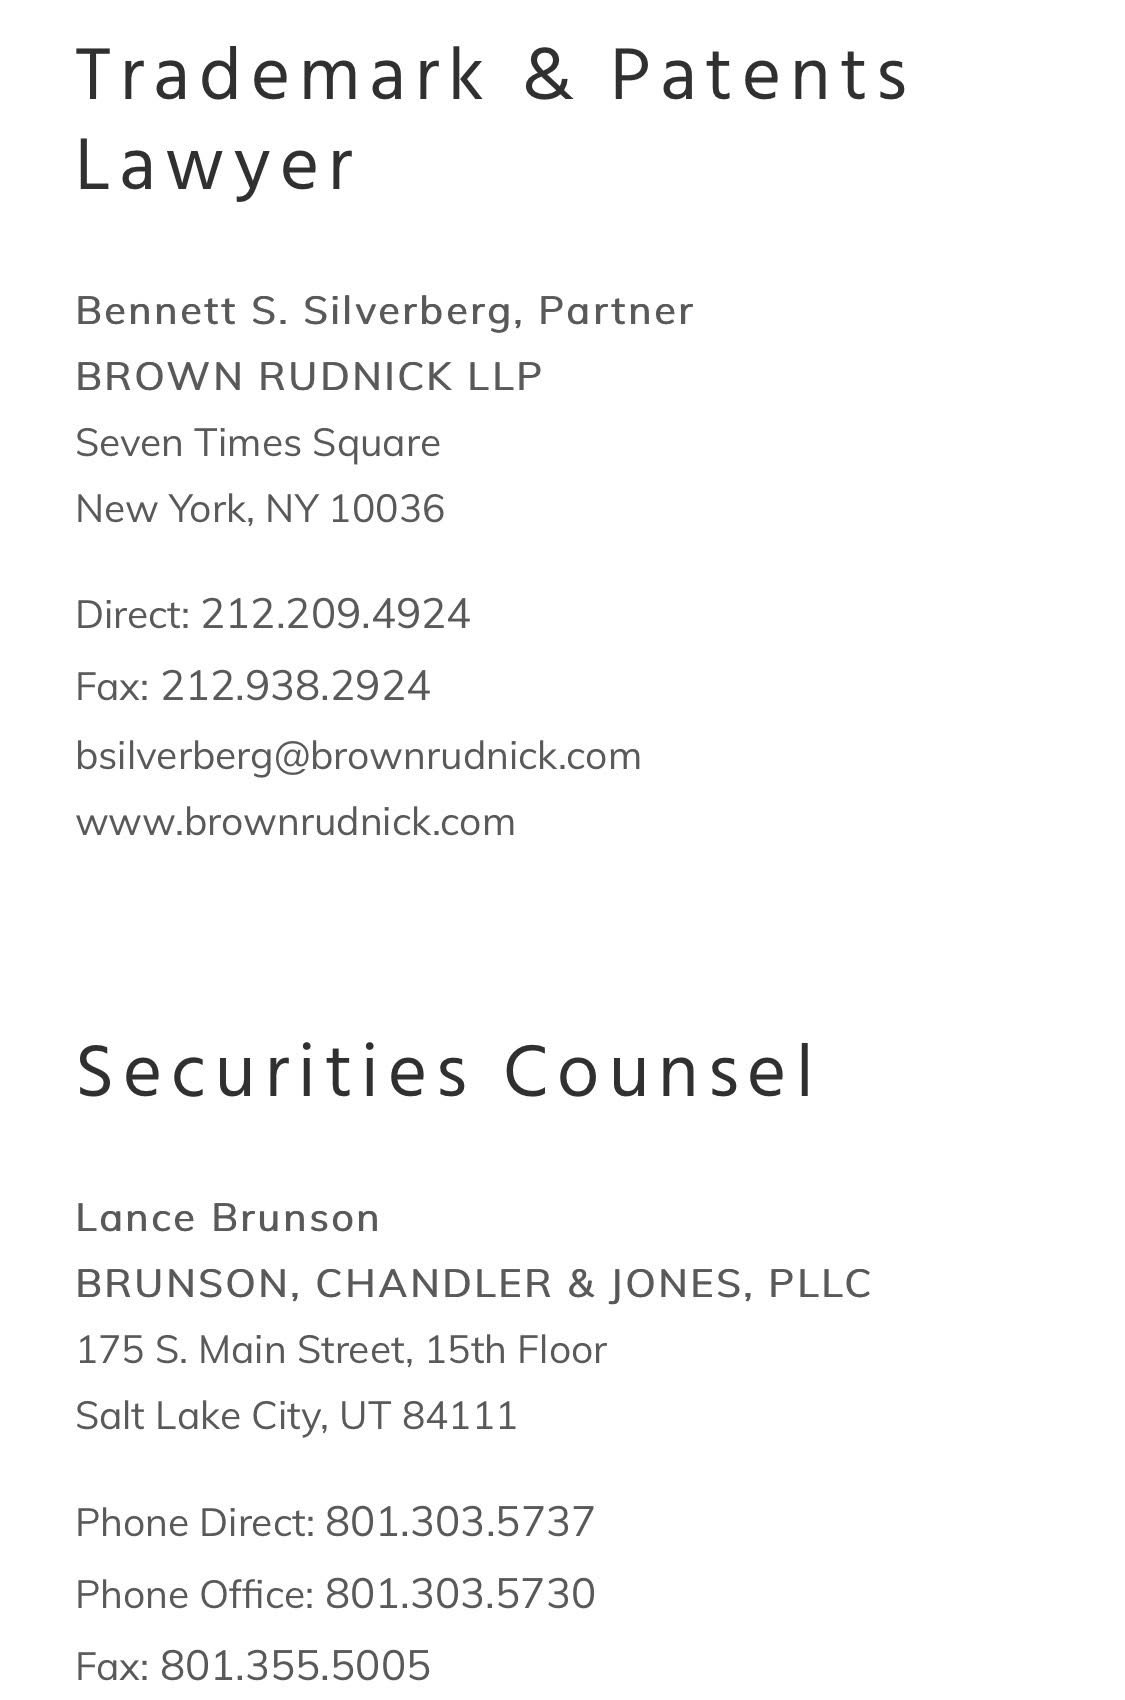 Trademark & Patents
Lawyer
Bennett S. Silverberg, Partner
BROWN RUDNICK LLP
Seven Times Square
New York, NY 10036
Direct: 212.209.4924
Fax: 212.938.2924
bsilverberg@brownrudnick.com
www.brownrudnick.com
Securities Counsel
Lance Brunson
BRUNSON, CHANDLER & JONES, PLLC
175 S. Main Street, 15th Floor
Salt Lake City, UT 84111
Phone Direct: 801.303.5737
Phone Office: 801.303.5730
Fax: 801.355.5005